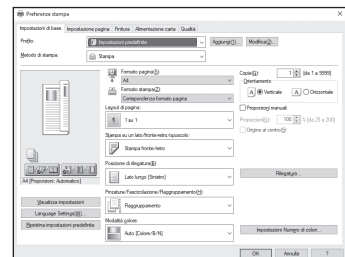 Preferenze stampa
Impostazioni di base Impostazione pagina Finitura Alimentazione carta Qualità
Profilo: Impostazioni predefinite Aggiungi(1)... Modifica(2)...
Metodo di stampa: Stampa
Formato pagina(S):
A4
Formato stampa(Z):
Corrispondenza formato pagina
Layout di pagina:
1 su 1
Stampa su un lato/fronte-retro/opuscolo:
Stampa fronte/retro
Posizione di rilegatura(B):
Lato lungo [Sinistro]
Pinzatura/Fascicolazione/Raggruppamento(H):
Raggruppamento
Modalità colore:
Auto [Colore/B/N]
Copie(Q): 1 [da 1 a 9999]
Orientamento
A Verticale A Orizzontale
Proporzioni manuali
Proporzioni(J): 100 % [da 25 a 200]
Origine al centro(5)
Rilegatura...
Impostazioni Numero di colori...
A4 [Proporzioni: Automatico]
Visualizza impostazioni
Language Settings(W)...
Ripristina impostazioni predefinite
OK Annulla ?